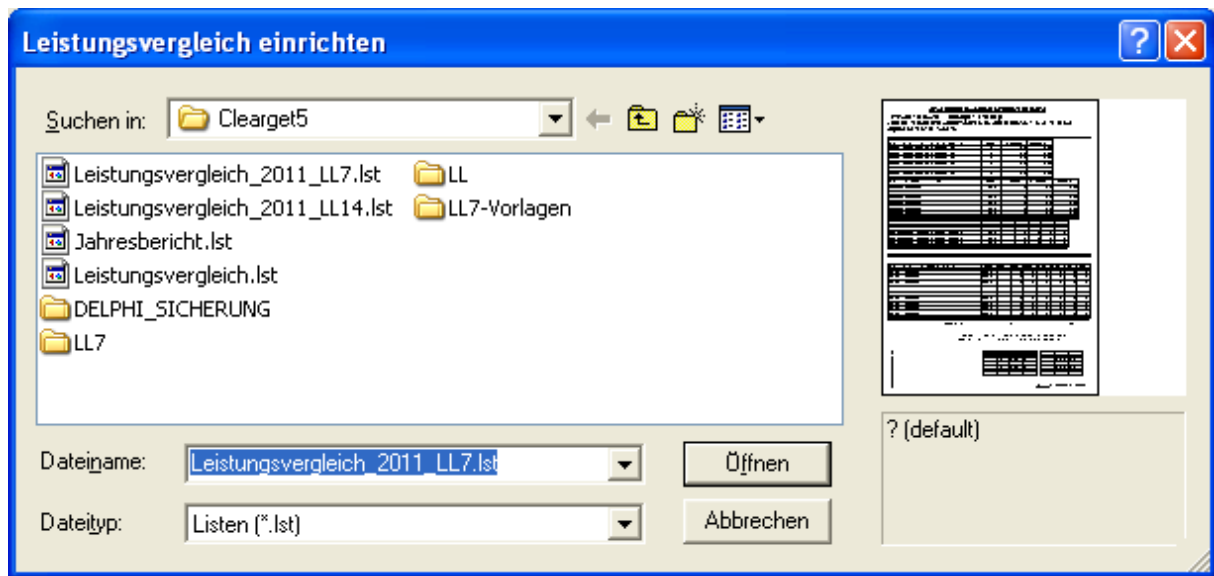 Leistungsvergleich einrichten
Suchen in: Clearget5
Leistungsvergleich_2011_LL7.lst
Leistungsvergleich_2011_LL14.lst
Jahresbericht.lst
Leistungsvergleich.lst
DELPHI_SICHERUNG
LL7
LL
LL7-Vorlagen
? (default)
Dateiname: Leistungsvergleich_2011_LL7.lst Öffnen
Dateityp: Listen (*.lst) Abbrechen